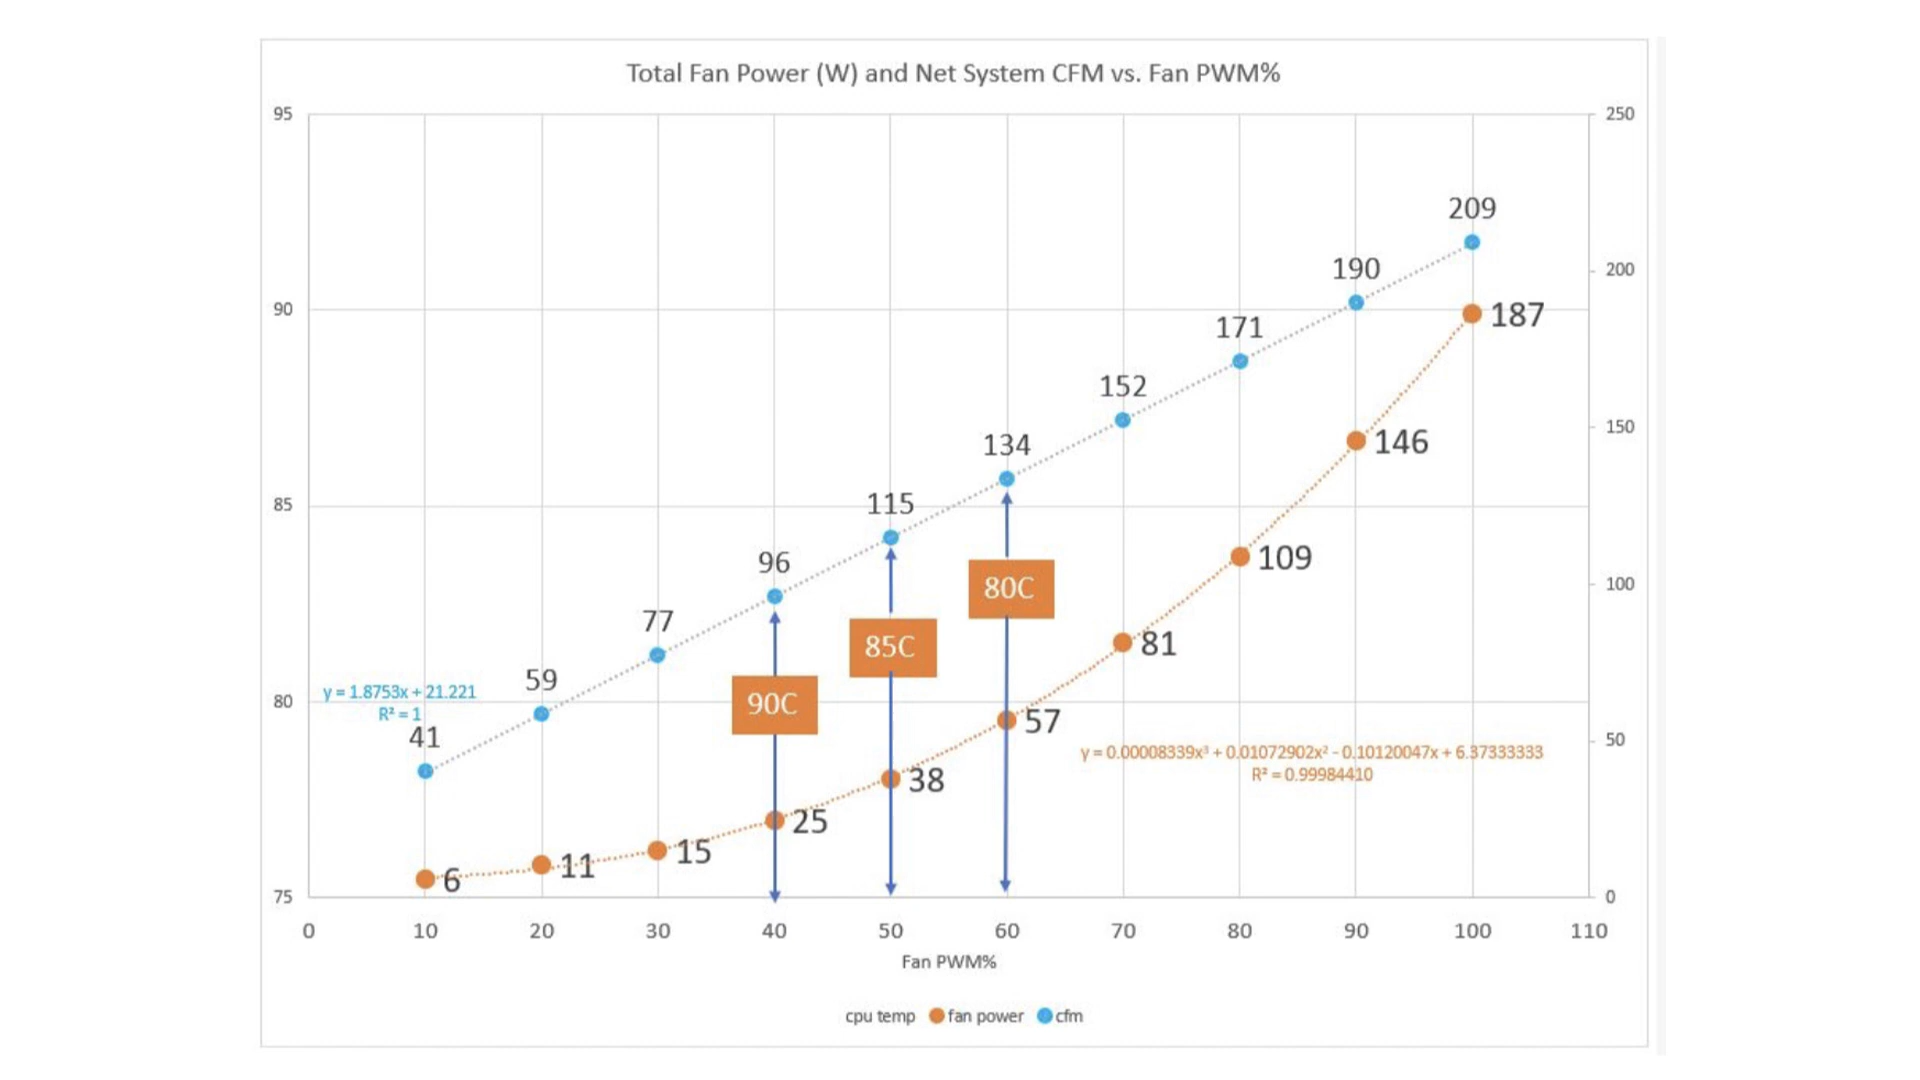 Total Fan Power (W) and Net System CFM vs. Fan PWM%
95
250
209
200
190
187
90
171
152
150
146
134
85
115
109
96
100
80C
77
81
85C
59
90C
80
y = 1.8753x + 21.221
R² = 1
41
57
50
y = 0.00008339x³ + 0.01072902x² - 0.10120047x + 6.37333333
R² = 0.99984410
38
25
15
11
6
75
0
0 10 20 30 40 50 60 70 80 90 100 110
Fan PWM%
cpu temp fan power cfm